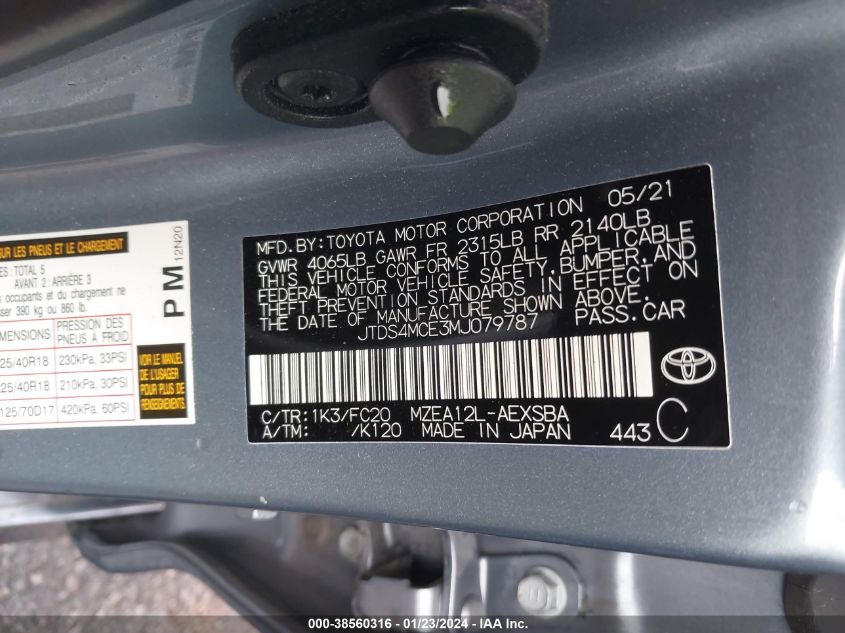 SUR LES PNEUS ET LE CHARGEMENT
TOTAL 5
AVANT 2 : ARRIÈRE 3
occupants et du chargement ne
390 kg ou 860 lb.
PRESSION DES
PNEUS À FROID
25/40R18 230kPa, 33PSI
25/40R18 210kPa, 30PSI
125/70D17 420kPa, 60PSI
VOIR LE MANUEL
DE L'USAGER
POUR PLUS DE
RENSEIGNEMENTS
PM
12N20
MFD.BY:TOYOTA MOTOR CORPORATION 05/21
GVWR 4065LB GAWR FR 2315LB RR 2140LB
THIS VEHICLE CONFORMS TO ALL APPLICABLE
FEDERAL MOTOR VEHICLE SAFETY,BUMPER,AND
THEFT PREVENTION STANDARDS IN EFFECT ON
THE DATE OF MANUFACTURE SHOWN ABOVE.
JTDS4MCE3MJ079787 PASS.CAR
C/TR:1K3/FC20 MZEA12L-AEXSBA
A/TM: /K120 MADE IN JAPAN 443 C
000-38560316 - 01/23/2024 - Copyright © 2024 IAA, Inc. All Rights Reserved.